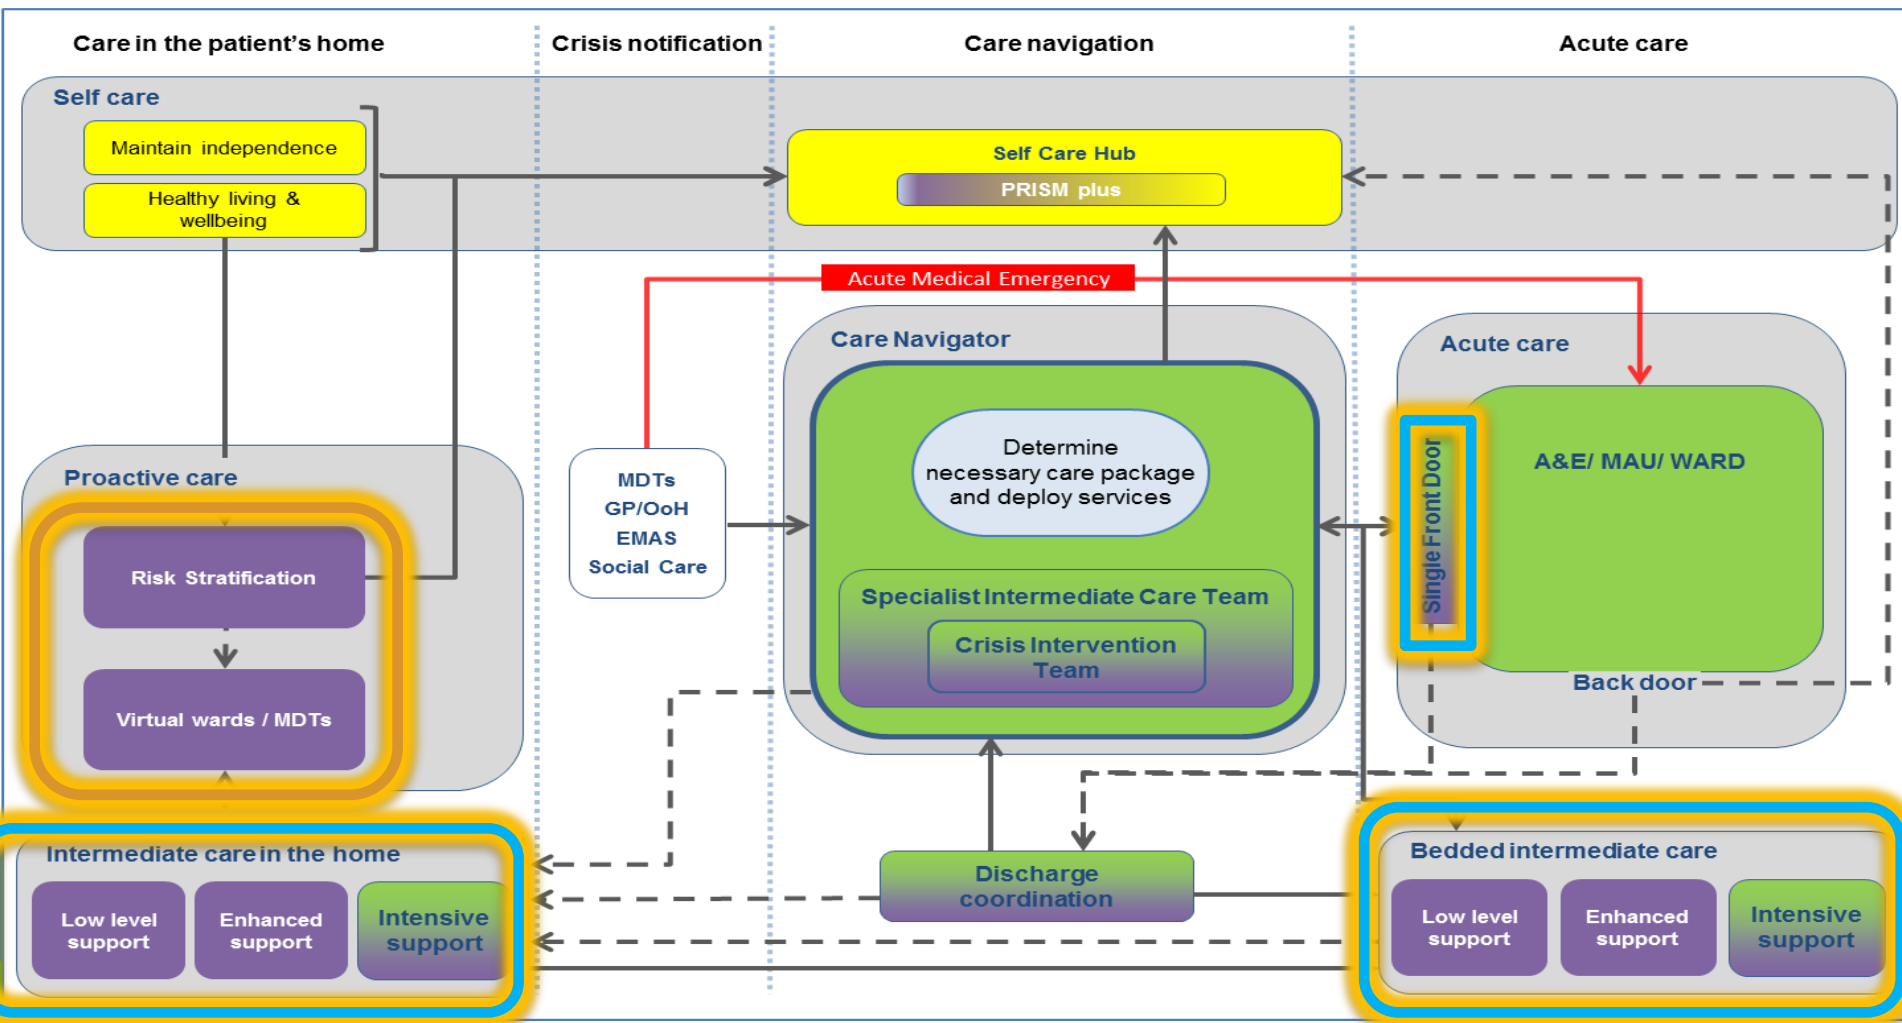 Care in the patient's home
Crisis notification
Care navigation
Acute care
Self care
Maintain independence
Healthy living &
wellbeing
Self Care Hub
PRISM plus
Acute Medical Emergency
Care Navigator
Acute care
Determine
necessary care package
and deploy services
Single Front Door
A&E/ MAU/ WARD
Proactive care
MDTs
GP/OoH
EMAS
Social Care
Risk Stratification
Specialist Intermediate Care Team
Crisis Intervention
Team
Virtual wards / MDTs
Back door
Intermediate care in the home
Low level
support
Enhanced
support
Intensive
support
Discharge
coordination
Bedded intermediate care
Low level
support
Enhanced
support
Intensive
support